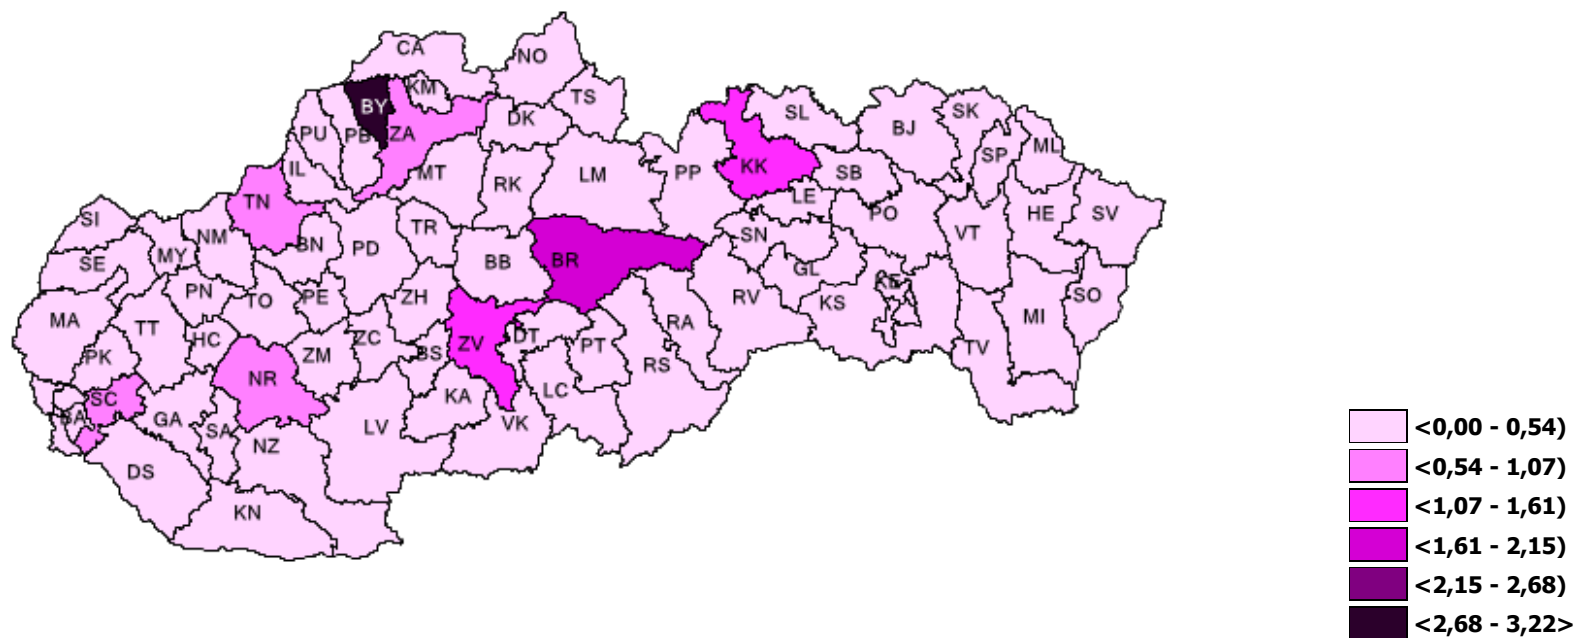 CA
NO
KM
TS
BY
DK
SL
SK
BJ
PU
PB
ZA
ML
SP
IL
MT
RK
LM
PP
KK
SB
TN
LE
SI
PO
HE
SV
NM
TR
BN
PD
SN
VT
MY
SE
BB
BR
GL
KE
PN
TO
PE
ZH
RV
KS
SO
MA
TT
HC
ZM
ZC
BS
ZV
DT
PT
RA
MI
TV
PK
NR
RS
SC
KA
LC
BA
GA
SA
LV
VK
NZ
DS
KN
<0,00 - 0,54)
<0,54 - 1,07)
<1,07 - 1,61)
<1,61 - 2,15)
<2,15 - 2,68)
<2,68 - 3,22>